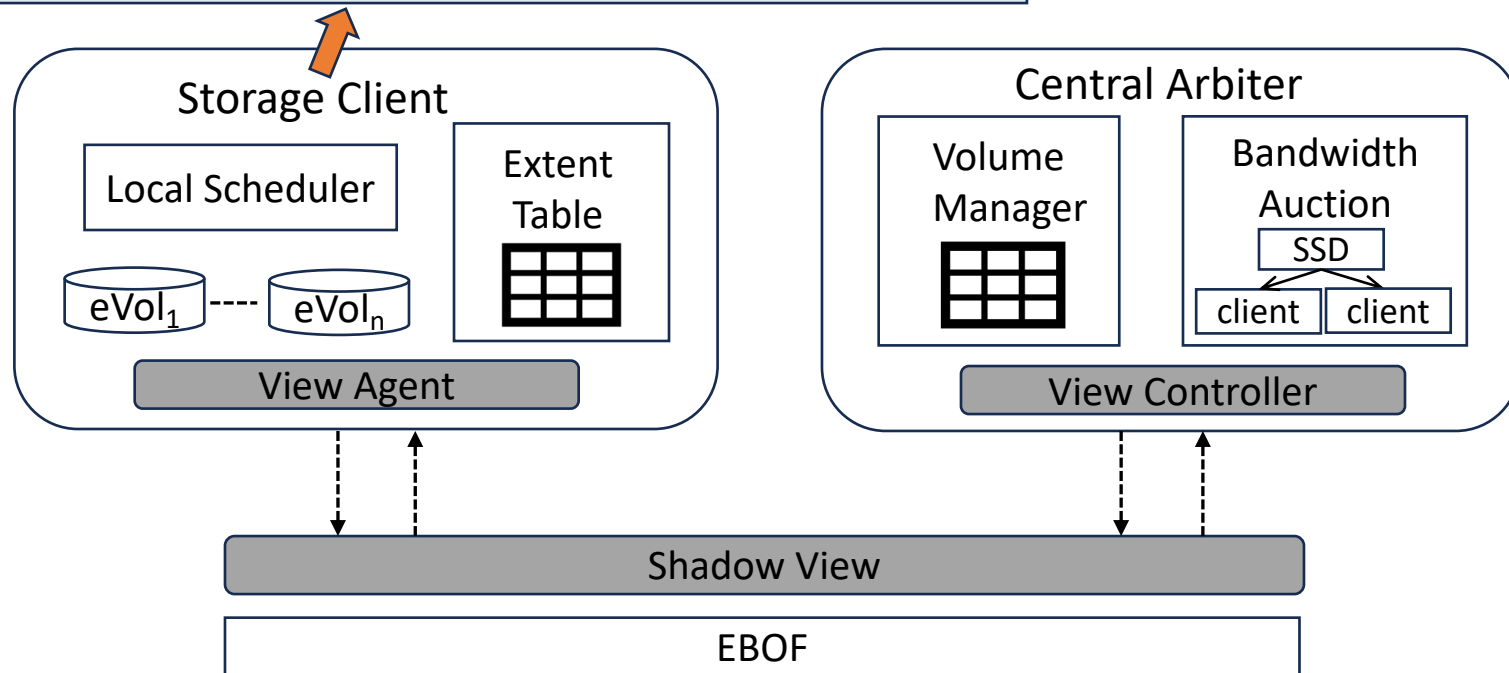 Storage Client
Local Scheduler
Extent
Table
eVol₁ ---- eVolₙ
View Agent
Central Arbiter
Volume
Manager
Bandwidth
Auction
SSD
client client
View Controller
Shadow View
EBOF